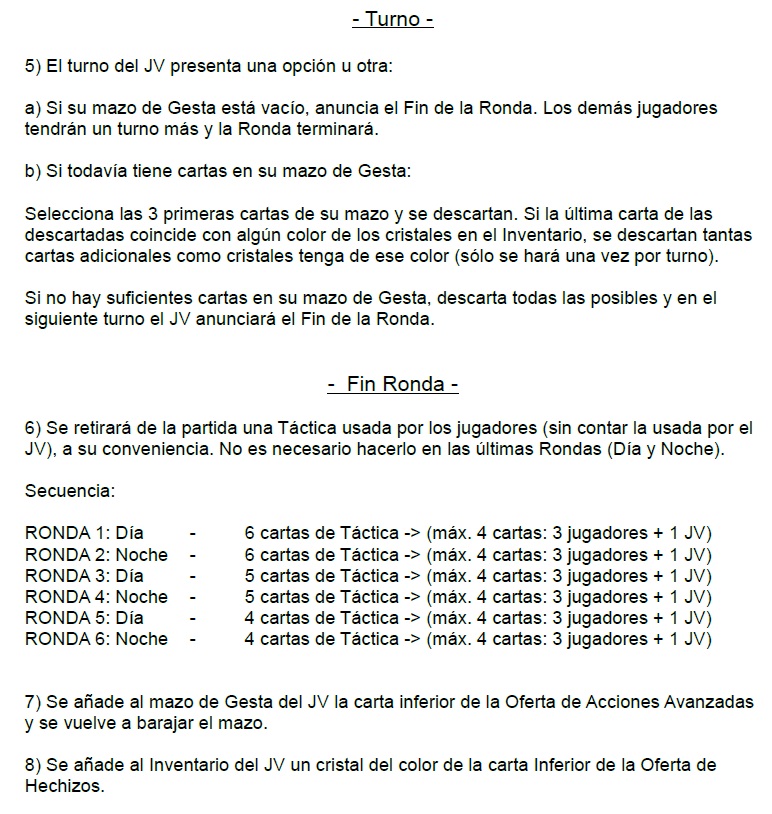 - Turno -
5) El turno del JV presenta una opción u otra:
a) Si su mazo de Gesta está vacío, anuncia el Fin de la Ronda. Los demás jugadores
tendrán un turno más y la Ronda terminará.
b) Si todavía tiene cartas en su mazo de Gesta:
Selecciona las 3 primeras cartas de su mazo y se descartan. Si la última carta de las
descartadas coincide con algún color de los cristales en el Inventario, se descartan tantas
cartas adicionales como cristales tenga de ese color (sólo se hará una vez por turno).
Si no hay suficientes cartas en su mazo de Gesta, descarta todas las posibles y en el
siguiente turno el JV anunciará el Fin de la Ronda.
- Fin Ronda -
6) Se retirará de la partida una Táctica usada por los jugadores (sin contar la usada por el
JV), a su conveniencia. No es necesario hacerlo en las últimas Rondas (Día y Noche).
Secuencia:
RONDA 1: Día - 6 cartas de Táctica -> (máx. 4 cartas: 3 jugadores + 1 JV)
RONDA 2: Noche - 6 cartas de Táctica -> (máx. 4 cartas: 3 jugadores + 1 JV)
RONDA 3: Día - 5 cartas de Táctica -> (máx. 4 cartas: 3 jugadores + 1 JV)
RONDA 4: Noche - 5 cartas de Táctica -> (máx. 4 cartas: 3 jugadores + 1 JV)
RONDA 5: Día - 4 cartas de Táctica -> (máx. 4 cartas: 3 jugadores + 1 JV)
RONDA 6: Noche - 4 cartas de Táctica -> (máx. 4 cartas: 3 jugadores + 1 JV)
7) Se añade al mazo de Gesta del JV la carta inferior de la Oferta de Acciones Avanzadas
y se vuelve a barajar el mazo.
8) Se añade al Inventario del JV un cristal del color de la carta Inferior de la Oferta de
Hechizos.